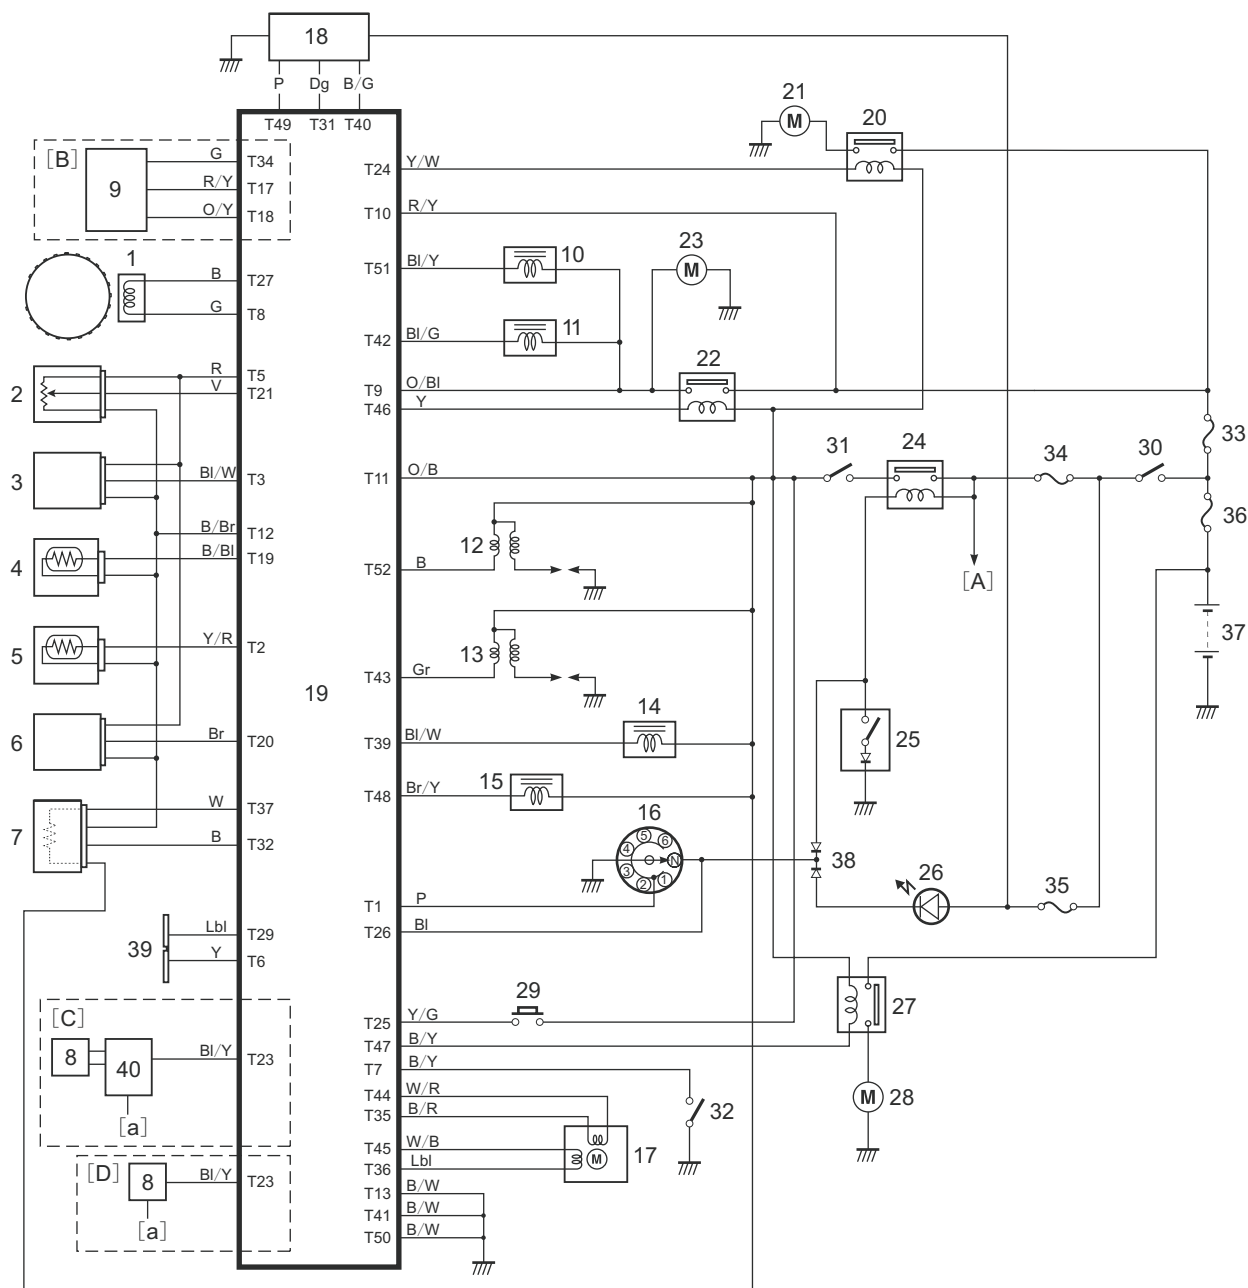 18
P Dg B/G
T49 T31 T40
21
M
20
[B]
9
G T34
R/Y T17
O/Y T18
T24 Y/W
T10 R/Y
1
B T27
G T8
T51 Bl/Y 10
23
M
T42 Bl/G 11
22
2
R T5
V T21
T9 O/Bl
T46 Y
33
3
Bl/W T3
T11 O/B
31
24
34
30
36
B/Br T12
B/Bl T19
4
12
T52 B
[A]
5
Y/R T2
37
13
T43 Gr
19
6
Br T20
14
T39 Bl/W
25
15
T48 Br/Y
7
W T37
B T32
16
1 2 3 4 5 6 N
38
26
35
T1 P
T26 Bl
39
Lbl T29
Y T6
[C]
8
40
Bl/Y T23
[a]
29
T25 Y/G
T47 B/Y
T7 B/Y
T44 W/R
T35 B/R
T45 W/B
T36 Lbl
T13 B/W
T41 B/W
T50 B/W
27
M 28
32
M 17
[D]
8
Bl/Y T23
[a]